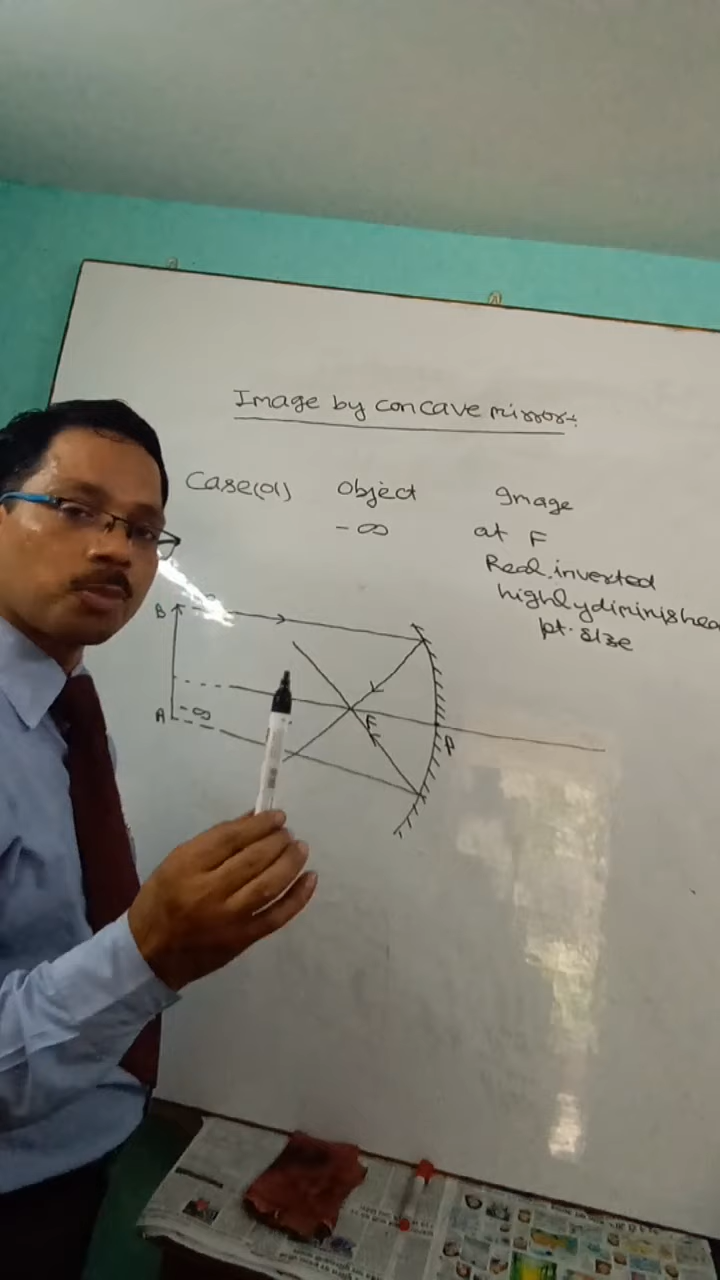 Image by concave mirror:
Case(01) Object Image
-∞ at F
Real, inverted
highly diminished
pt. size
B
A -∞
F
P